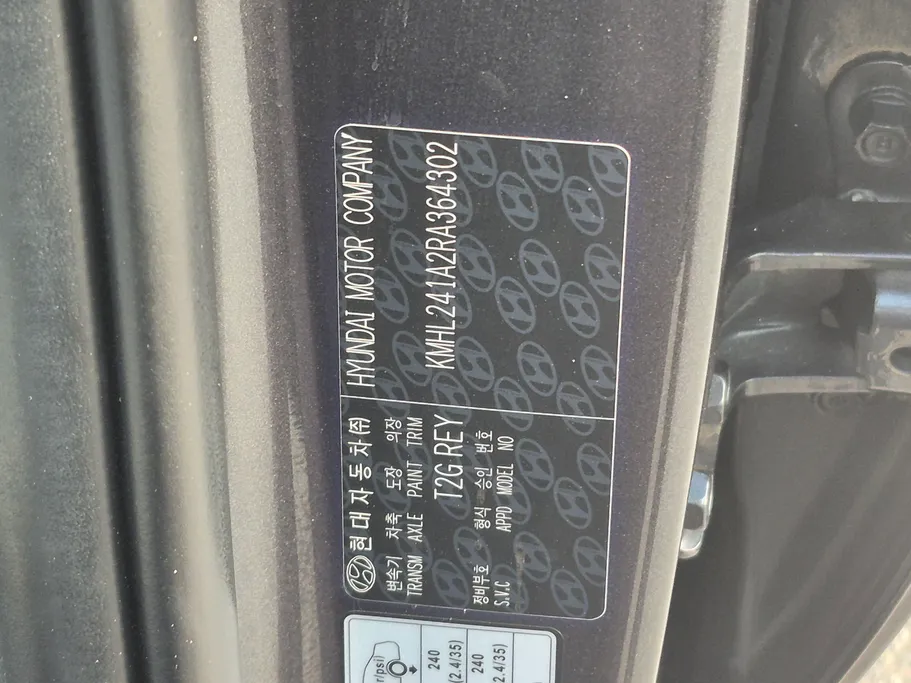 현대자동차(주) HYUNDAI MOTOR COMPANY
변속기 차축 도장 의장
TRANSM AXLE PAINT TRIM KMHL241A2RA364302
T2G REY
정비부호 형식 승인 번호
S.V.C APPD MODEL NO
r/psi)
240
(2.4/35)
240
(2.4/35)